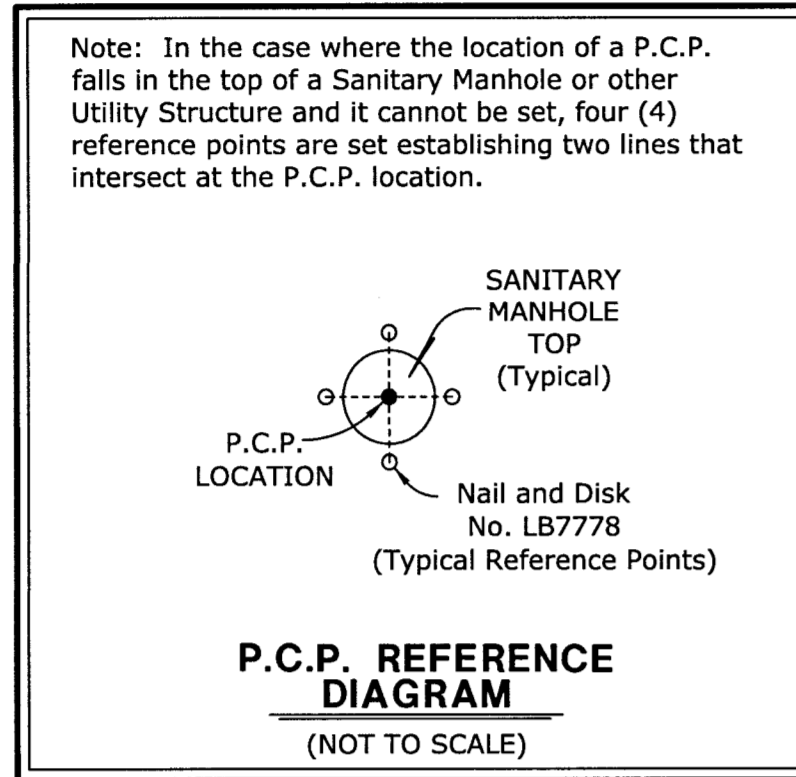 Note: In the case where the location of a P.C.P.
falls in the top of a Sanitary Manhole or other
Utility Structure and it cannot be set, four (4)
reference points are set establishing two lines that
intersect at the P.C.P. location.
SANITARY
MANHOLE
TOP
(Typical)
P.C.P.
LOCATION
Nail and Disk
No. LB7778
(Typical Reference Points)
P.C.P. REFERENCE
DIAGRAM
(NOT TO SCALE)